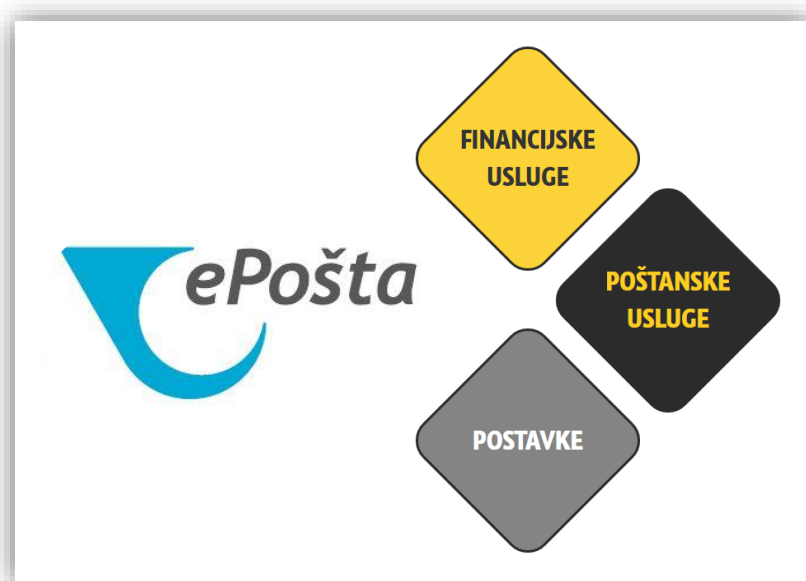 FINANCIJSKE
USLUGE
ePošta
POŠTANSKE
USLUGE
POSTAVKE